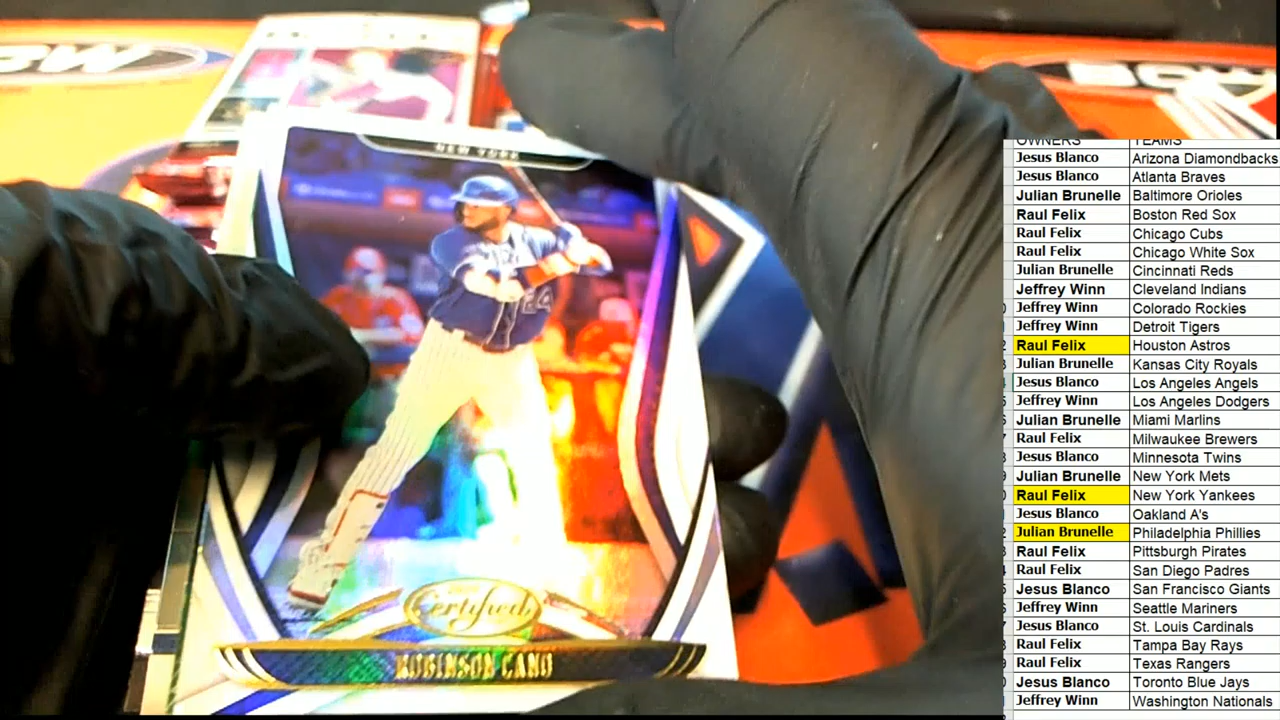 NEW YORK
24
Certified
ROBINSON CANO
OWNERS TEAMS
Jesus Blanco Arizona Diamondbacks
Jesus Blanco Atlanta Braves
Julian Brunelle Baltimore Orioles
Raul Felix Boston Red Sox
Raul Felix Chicago Cubs
Raul Felix Chicago White Sox
Julian Brunelle Cincinnati Reds
Jeffrey Winn Cleveland Indians
Jeffrey Winn Colorado Rockies
Jeffrey Winn Detroit Tigers
Raul Felix Houston Astros
Julian Brunelle Kansas City Royals
Jesus Blanco Los Angeles Angels
Jeffrey Winn Los Angeles Dodgers
Julian Brunelle Miami Marlins
Raul Felix Milwaukee Brewers
Jesus Blanco Minnesota Twins
Julian Brunelle New York Mets
Raul Felix New York Yankees
Jesus Blanco Oakland A's
Julian Brunelle Philadelphia Phillies
Raul Felix Pittsburgh Pirates
Raul Felix San Diego Padres
Jesus Blanco San Francisco Giants
Jeffrey Winn Seattle Mariners
Jesus Blanco St. Louis Cardinals
Raul Felix Tampa Bay Rays
Raul Felix Texas Rangers
Jesus Blanco Toronto Blue Jays
Jeffrey Winn Washington Nationals